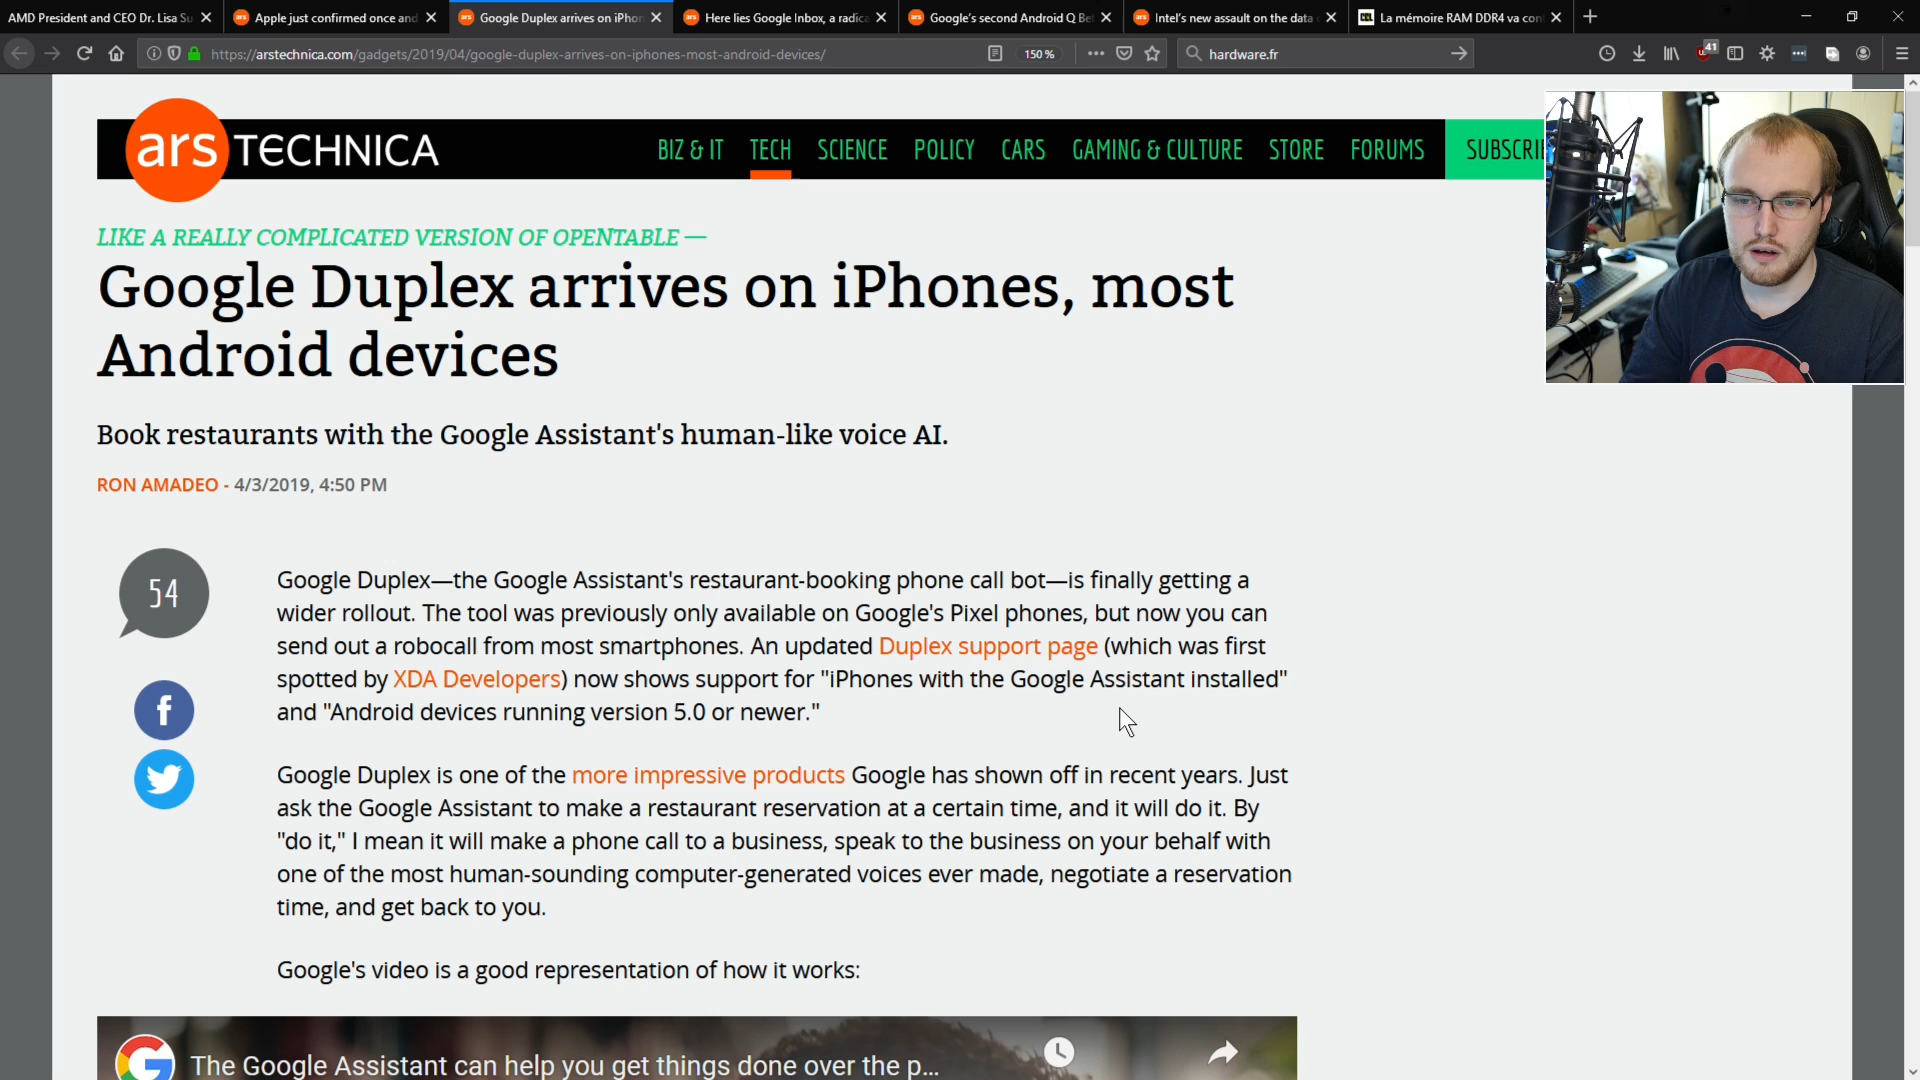 AMD President and CEO Dr. Lisa Su
Apple just confirmed once and
Google Duplex arrives on iPhon
Here lies Google Inbox, a radica
Google's second Android Q Be
Intel's new assault on the data
La mémoire RAM DDR4 va con
https://arstechnica.com/gadgets/2019/04/google-duplex-arrives-on-iphones-most-android-devices/
150%
hardware.fr
41
ars TECHNICA
BIZ & IT TECH SCIENCE POLICY CARS GAMING & CULTURE STORE FORUMS SUBSCRI
LIKE A REALLY COMPLICATED VERSION OF OPENTABLE —
Google Duplex arrives on iPhones, most
Android devices
Book restaurants with the Google Assistant's human-like voice AI.
RON AMADEO - 4/3/2019, 4:50 PM
54
Google Duplex—the Google Assistant's restaurant-booking phone call bot—is finally getting a
wider rollout. The tool was previously only available on Google's Pixel phones, but now you can
send out a robocall from most smartphones. An updated Duplex support page (which was first
spotted by XDA Developers) now shows support for "iPhones with the Google Assistant installed"
and "Android devices running version 5.0 or newer."
Google Duplex is one of the more impressive products Google has shown off in recent years. Just
ask the Google Assistant to make a restaurant reservation at a certain time, and it will do it. By
"do it," I mean it will make a phone call to a business, speak to the business on your behalf with
one of the most human-sounding computer-generated voices ever made, negotiate a reservation
time, and get back to you.
Google's video is a good representation of how it works:
The Google Assistant can help you get things done over the p...